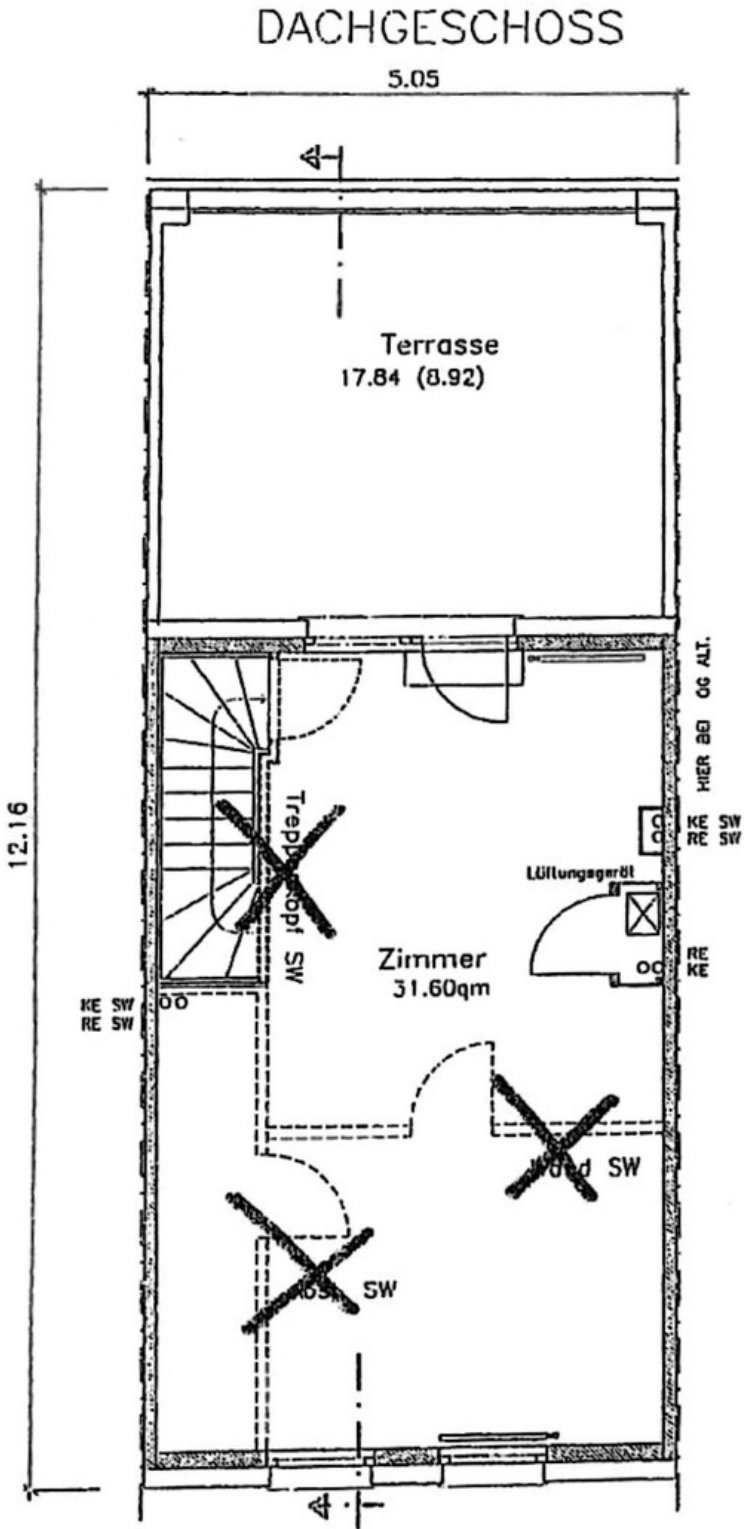 DACHGESCHOSS
5.05
Terrasse
17.84 (8.92)
12.16
HIER BEI OG ALT.
KE SW
RE SW
Lüftungsgerät
SW
Zimmer
31.60qm
RE
KE
KE SW
RE SW
Wand SW
SW